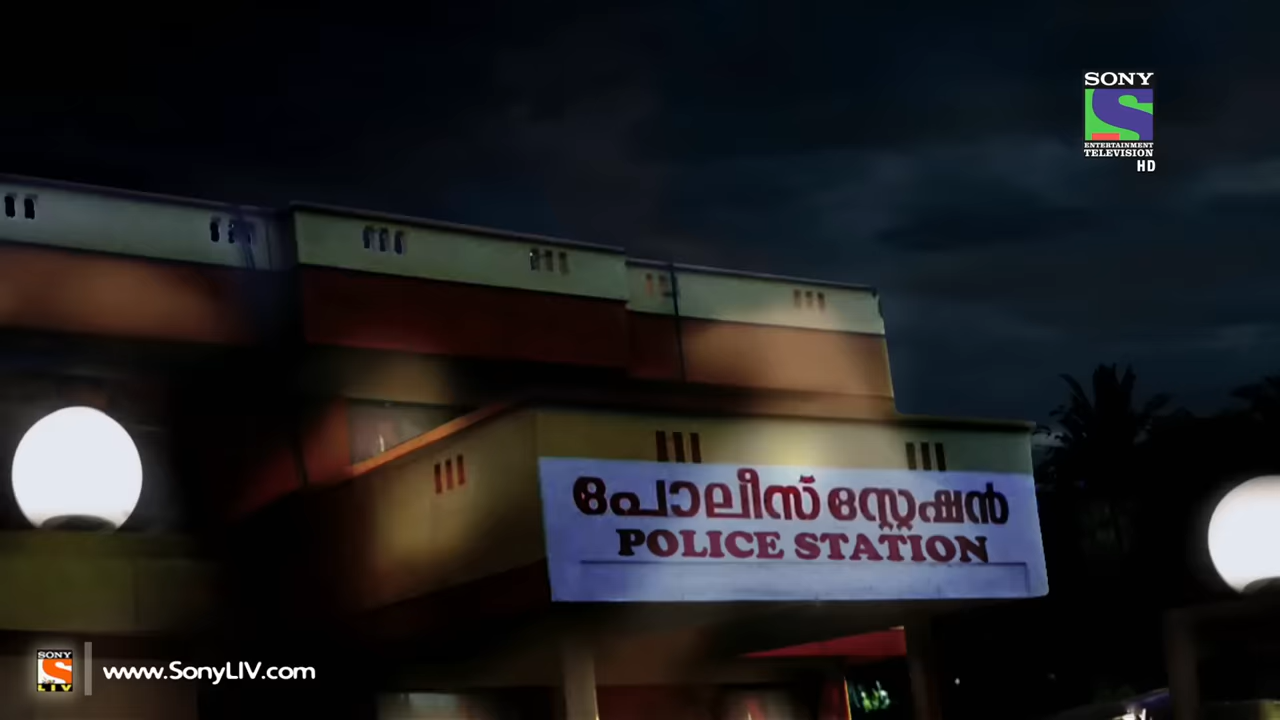 SONY
ENTERTAINMENT
TELEVISION
HD
പോലീസ് സ്റ്റേഷൻ
POLICE STATION
SONY
LIV
www.SonyLIV.com